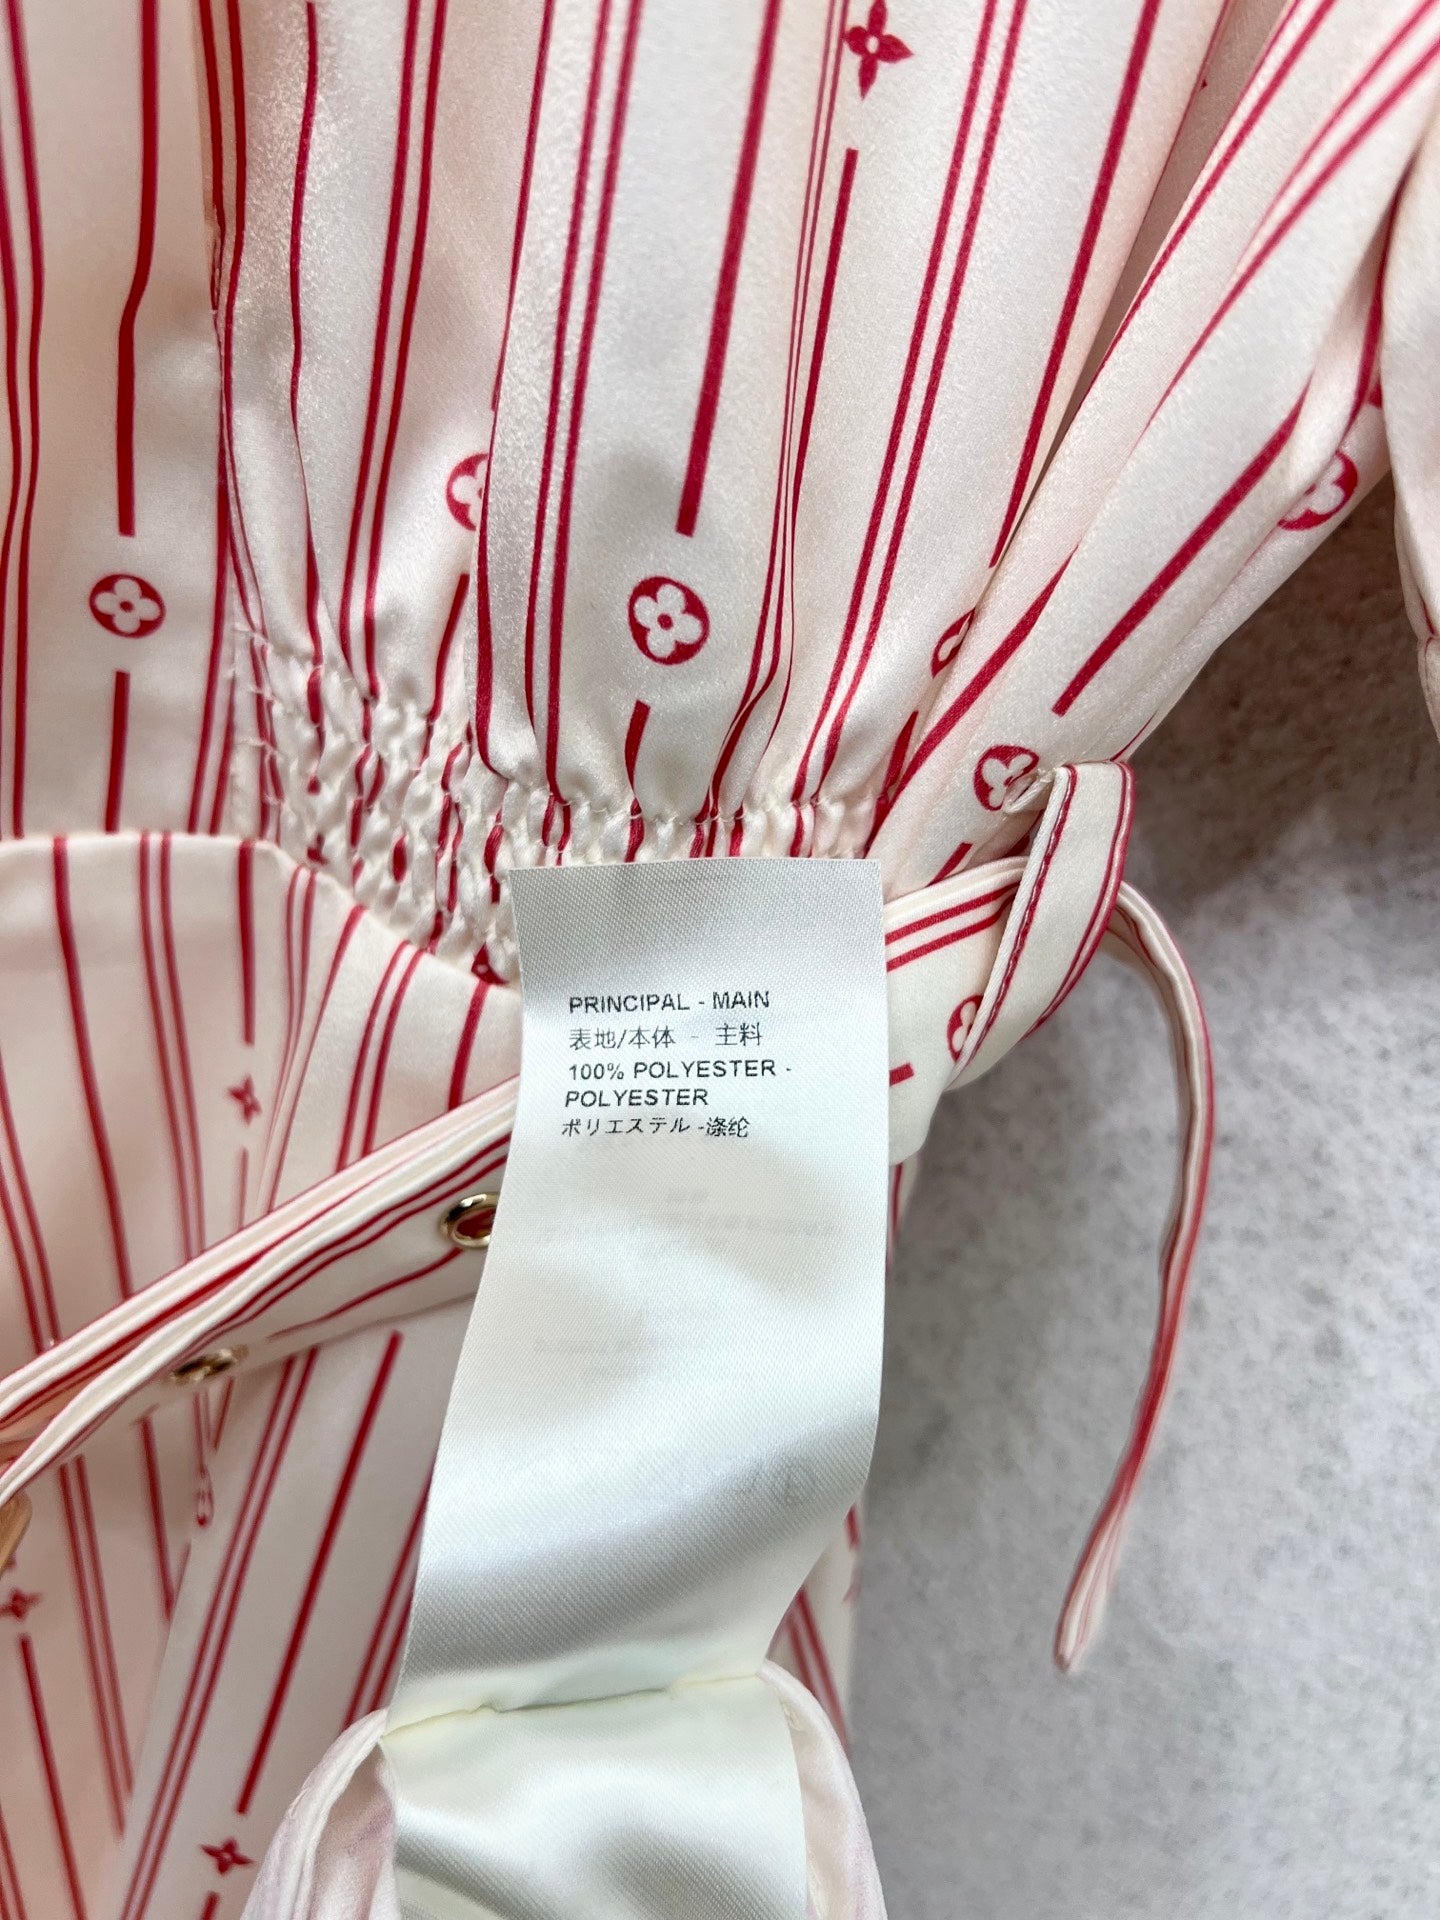 PRINCIPAL - MAIN
表地/本体 - 主料
100% POLYESTER -
POLYESTER
ポリエステル -涤纶